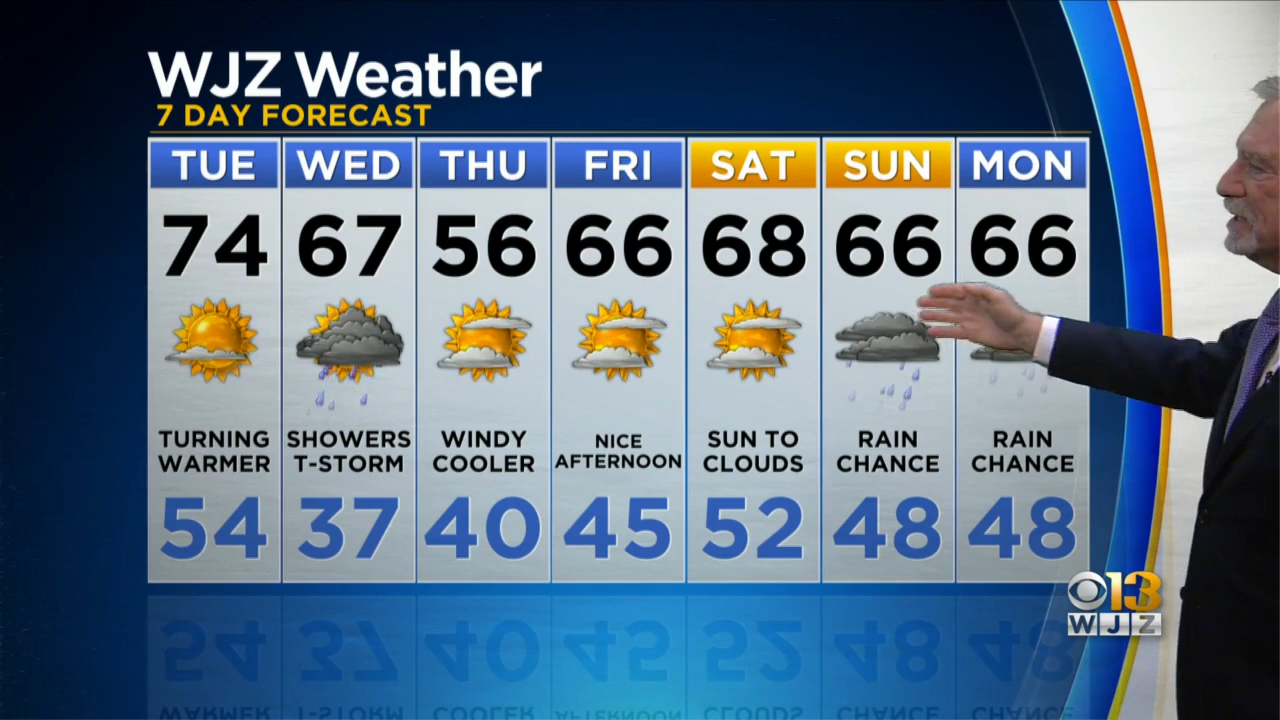 WJZ Weather
7 DAY FORECAST
TUE WED THU FRI SAT SUN MON
74 67 56 66 68 66 66
TURNING WARMER
SHOWERS T-STORM
WINDY COOLER
NICE AFTERNOON
SUN TO CLOUDS
RAIN CHANCE
RAIN CHANCE
54 37 40 45 52 48 48
13
WJZ